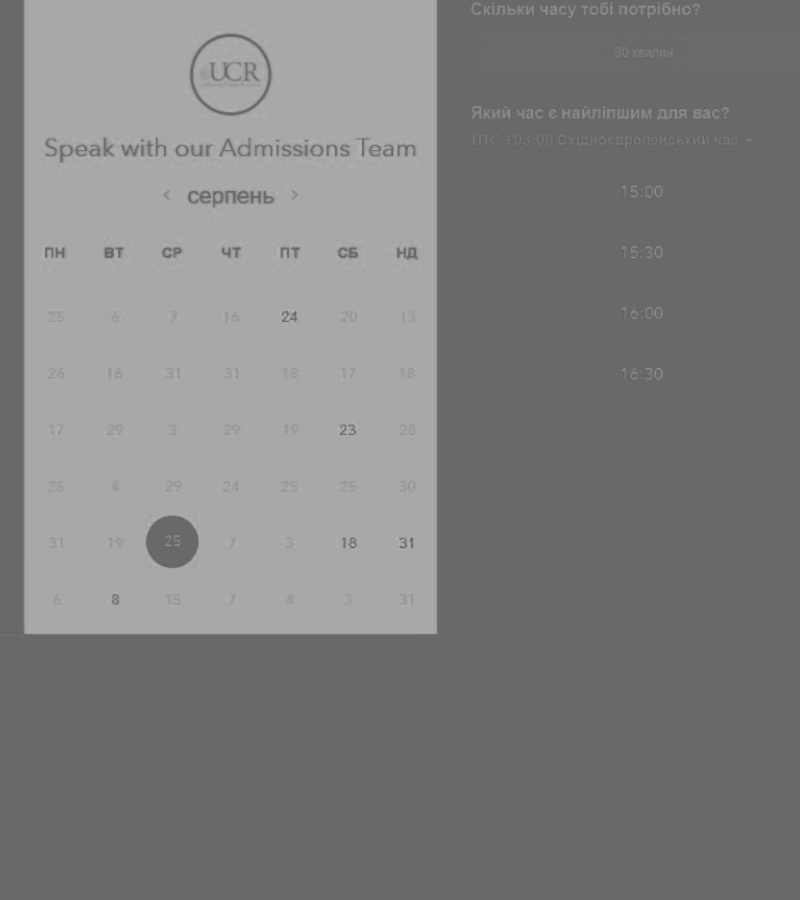 UCR
Speak with our Admissions Team
< серпень >
ПН ВТ СР ЧТ ПТ СБ НД
25 6 7 16 24 20 13
26 16 31 31 18 17 18
17 29 3 29 19 23 28
25 4 29 24 25 25 30
31 19 25 7 3 18 31
6 8 15 7 4 3 31
Скільки часу тобі потрібно?
30 хвилин
Який час є найліпшим для вас?
UTC +03:00 Східноєвропейський час
15:00
15:30
16:00
16:30